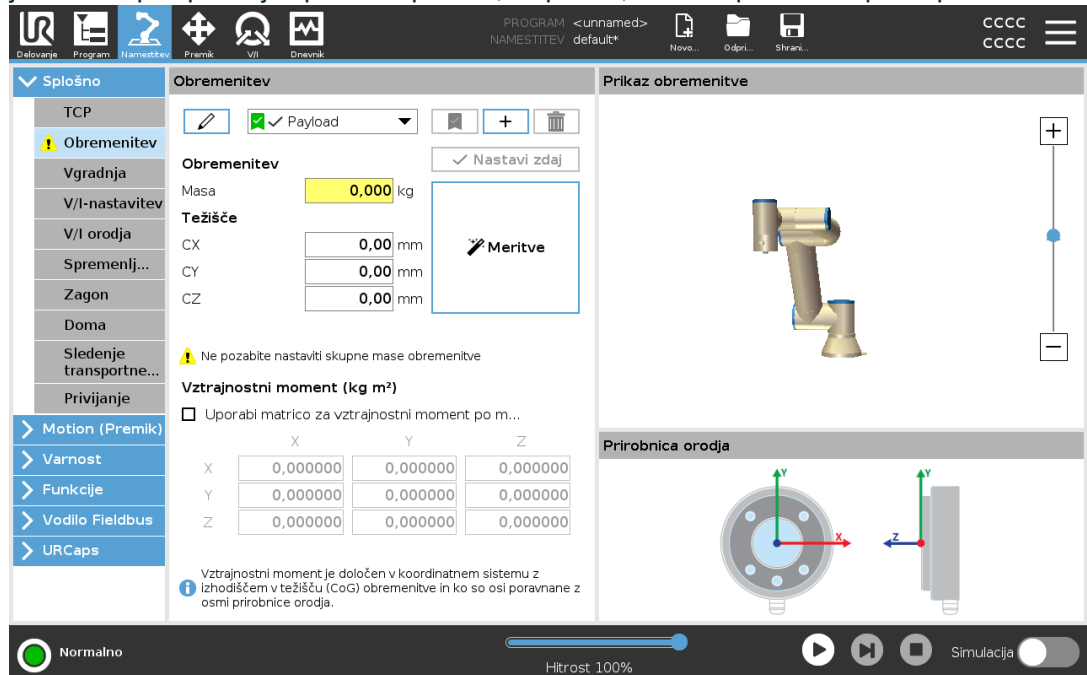 PROGRAM <unnamed>
NAMESTITEV default*
UR
Delovanje Program Namestitev Premik V/I Dnevnik
Novo... Odpri... Shrani...
CCCC
CCCC
Splošno
TCP
Obremenitev
Vgradnja
V/I-nastavitev
V/I orodja
Spremenlj...
Zagon
Doma
Sledenje
transportne...
Privijanje
Motion (Premik)
Varnost
Funkcije
Vodilo Fieldbus
URCaps
Obremenitev
Payload
Obremenitev
Nastavi zdaj
Masa 0,000 kg
Težišče
CX 0,00 mm
CY 0,00 mm
CZ 0,00 mm
Meritve
Ne pozabite nastaviti skupne mase obremenitve
Vztrajnostni moment (kg m²)
Uporabi matrico za vztrajnostni moment po m...
X Y Z
X 0,000000 0,000000 0,000000
Y 0,000000 0,000000 0,000000
Z 0,000000 0,000000 0,000000
Vztrajnostni moment je določen v koordinatnem sistemu z
izhodiščem v težišču (CoG) obremenitve in ko so osi poravnane z
osmi prirobnice orodja.
Prikaz obremenitve
Prirobnica orodja
Y
X
Y
Z
Normalno
Hitrost 100%
Simulacija